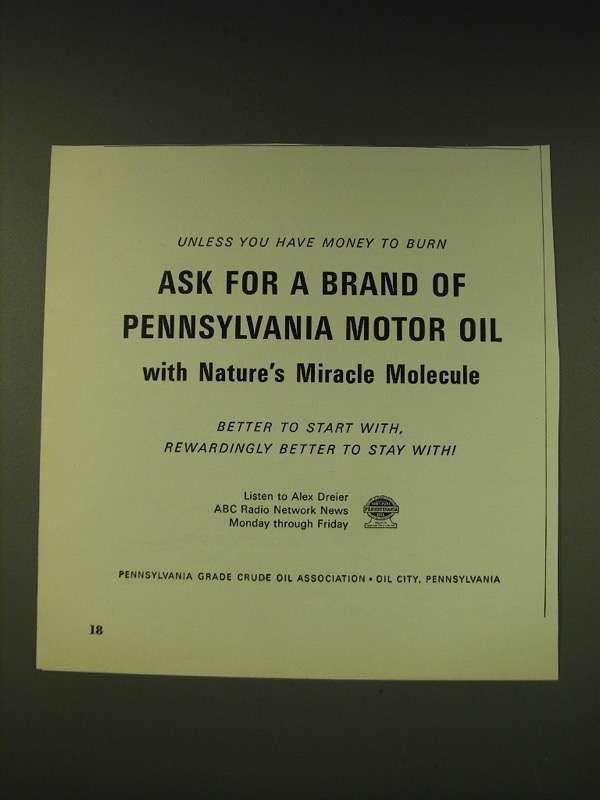 UNLESS YOU HAVE MONEY TO BURN
ASK FOR A BRAND OF
PENNSYLVANIA MOTOR OIL
with Nature's Miracle Molecule
BETTER TO START WITH,
REWARDINGLY BETTER TO STAY WITH!
Listen to Alex Dreier
ABC Radio Network News
Monday through Friday
PENNSYLVANIA
PENNSYLVANIA GRADE CRUDE OIL ASSOCIATION • OIL CITY, PENNSYLVANIA
18